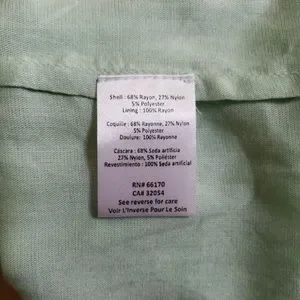 Shell : 68% Rayon, 27% Nylon
5% Polyester
Lining : 100% Rayon
Coquille : 68% Rayonne, 27% Nylon
5% Polyester
Doulure: 100% Rayonne
Cáscara : 68% Seda artificia
27% Nylon, 5% Poliéster
Revestimiento : 100% Seda artificial
RN# 66170
CA# 32054
See reverse for care
Voir L'inverse Pour Le Soin